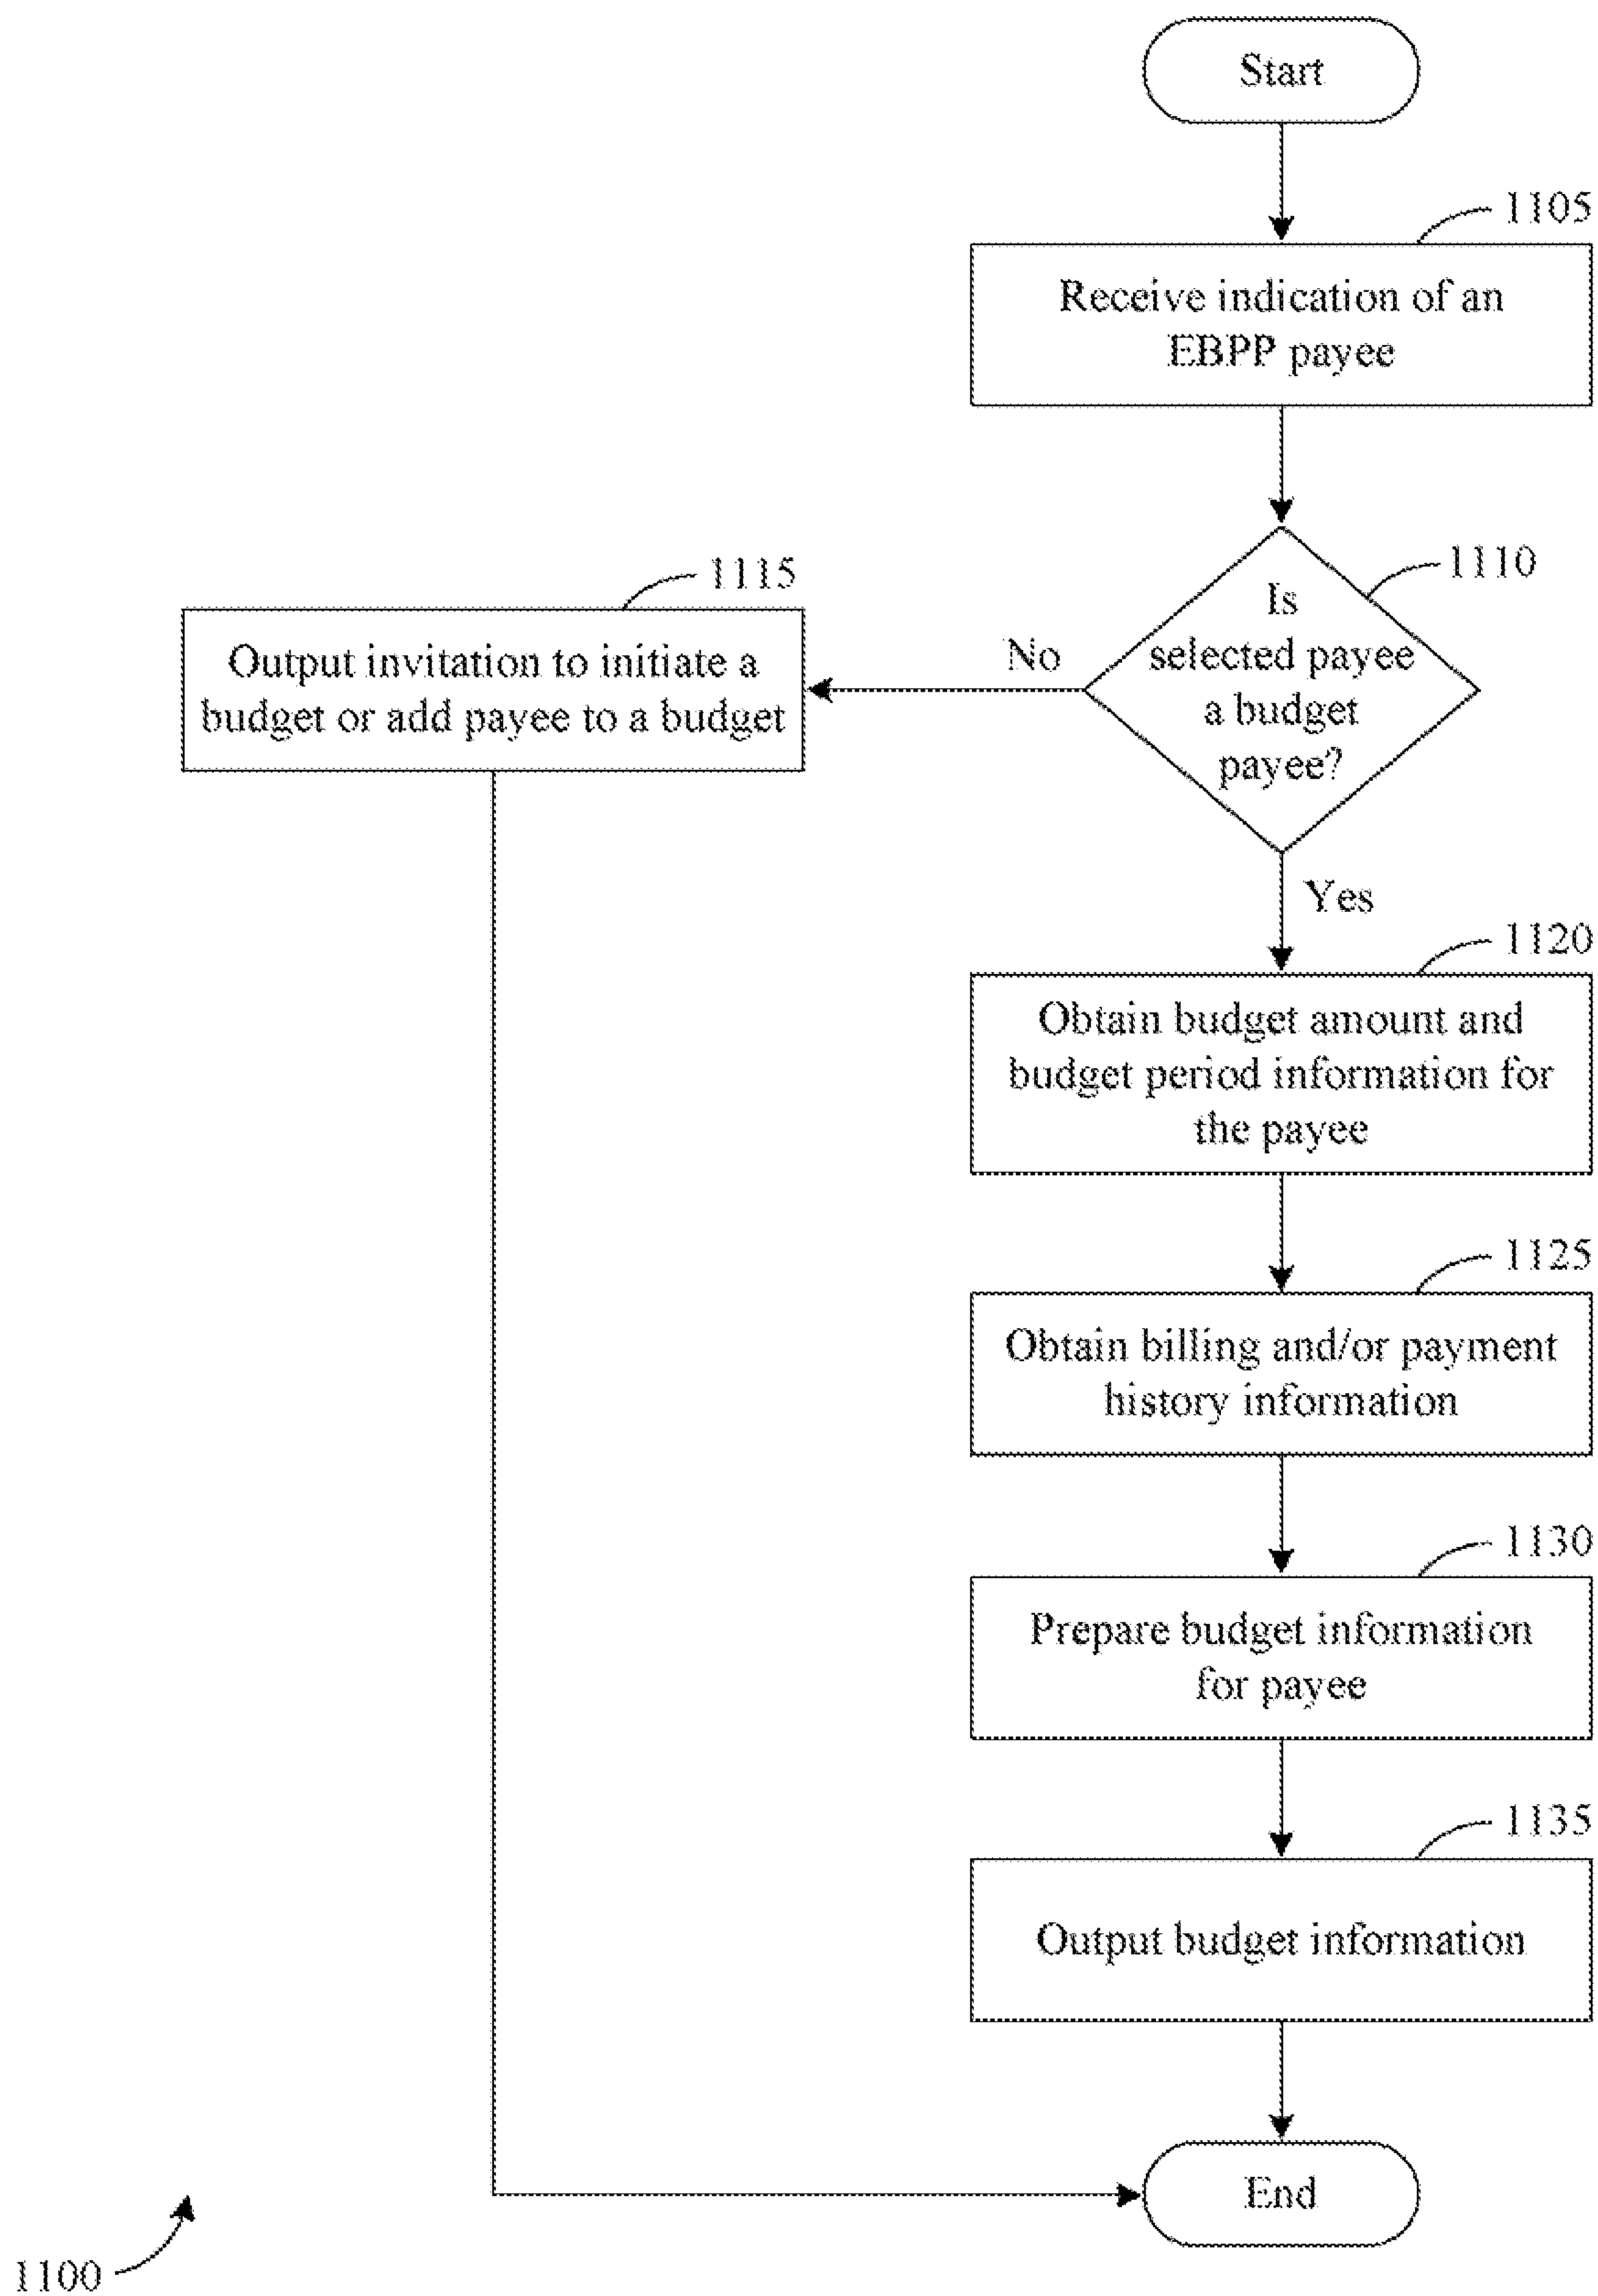 Start
1105
Receive indication of an
EBPP payee
1110
Is
selected payee
a budget
payee?
No
1115
Output invitation to initiate a
budget or add payee to a budget
Yes
1120
Obtain budget amount and
budget period information for
the payee
1125
Obtain billing and/or payment
history information
1130
Prepare budget information
for payee
1135
Output budget information
End
1100